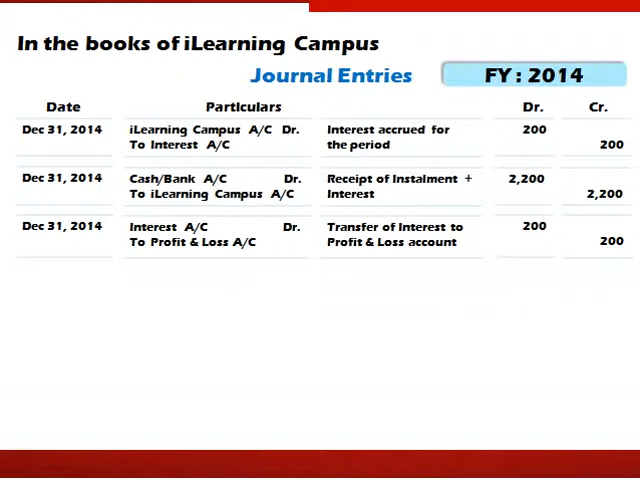 In the books of iLearning Campus
Journal Entries
FY : 2014
Date Particulars Dr. Cr.
Dec 31, 2014 iLearning Campus A/C Dr. Interest accrued for 200
To Interest A/C the period 200
Dec 31, 2014 Cash/Bank A/C Dr. Receipt of Instalment + 2,200
To iLearning Campus A/C Interest 2,200
Dec 31, 2014 Interest A/C Dr. Transfer of Interest to 200
To Profit & Loss A/C Profit & Loss account 200